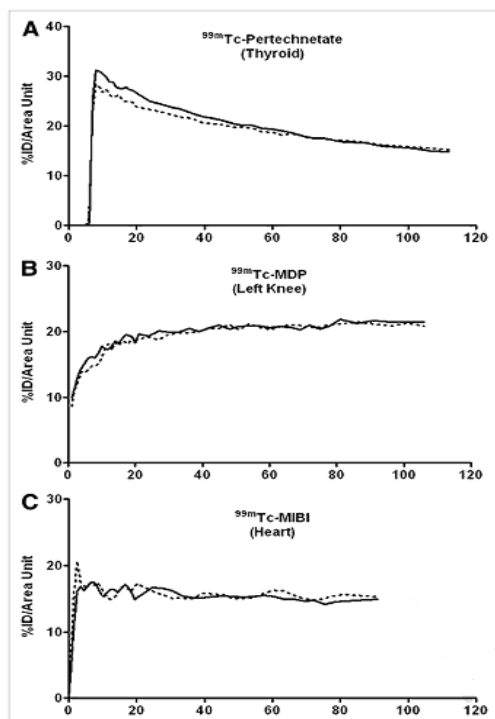 A
99mTc-Pertechnetate
(Thyroid)
40
30
20
10
0
%ID/Area Unit
0 20 40 60 80 100 120
B
99mTc-MDP
(Left Knee)
30
20
10
0
%ID/Area Unit
0 20 40 60 80 100 120
C
99mTc-MIBI
(Heart)
30
20
10
0
%ID/Area Unit
0 20 40 60 80 100 120